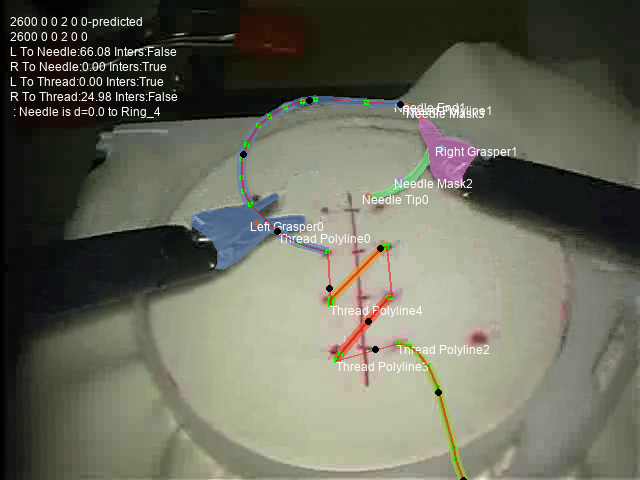 2600 0 0 2 0 0-predicted
2600 0 0 2 0 0
L To Needle:66.08 Inters:False
R To Needle:0.00 Inters:True
L To Thread:0.00 Inters:True
R To Thread:24.98 Inters:False
: Needle is d=0.0 to Ring_4
Needle End1
Needle Mask3
Right Grasper1
Needle Mask2
Needle Tip0
Left Grasper0
Thread Polyline0
Thread Polyline4
Thread Polyline2
Thread Polyline3